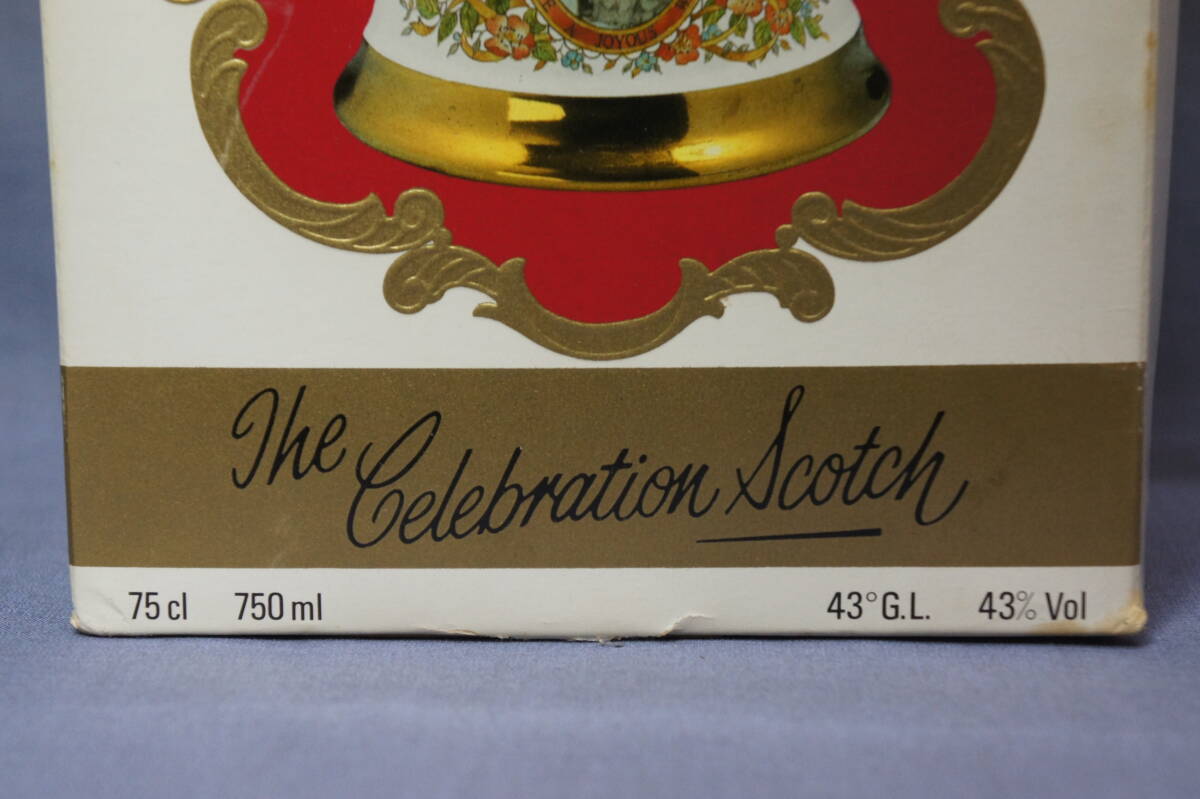 A JOYOUS
The Celebration Scotch
75 cl 750 ml 43° G.L. 43% Vol